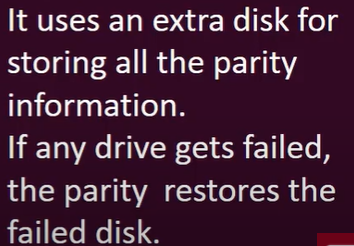 It uses an extra disk for
storing all the parity
information.
If any drive gets failed,
the parity  restores the
failed disk.